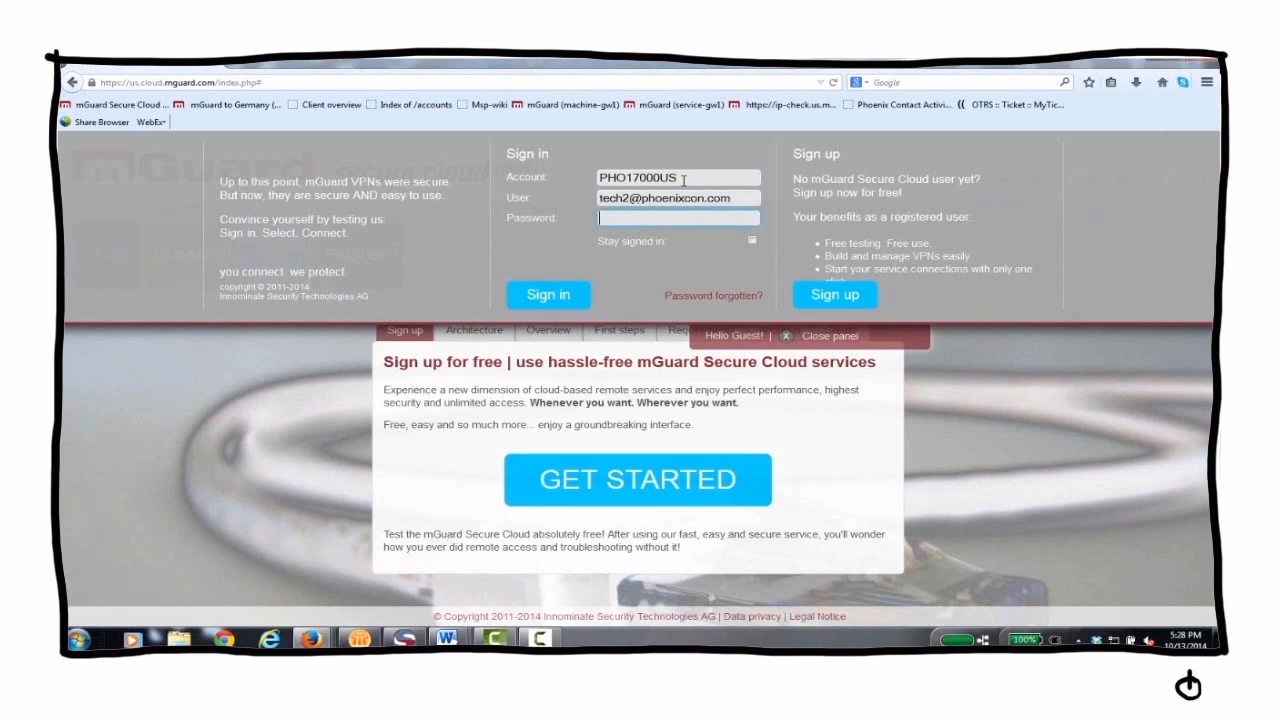 https://us.cloud.mguard.com/index.php#
Google
mGuard Secure Cloud ...
mGuard to Germany (...
Client overview
Index of /accounts
Msp-wiki
mGuard (machine-gw1)
mGuard (service-gw1)
https://ip-check.us.m...
Phoenix Contact Activi...
OTRS :: Ticket :: MyTic...
Share Browser
WebEx
mGuard secure cloud
Up to this point, mGuard VPNs were secure.
But now, they are secure AND easy to use.
Convince yourself by testing us:
Sign in. Select. Connect.
you connect. we protect.
copyright © 2011-2014
Innominate Security Technologies AG
Sign in
Account:
PHO17000US
User:
tech2@phoenixcon.com
Password:
Stay signed in:
Sign in
Password forgotten?
Sign up
No mGuard Secure Cloud user yet?
Sign up now for free!
Your benefits as a registered user:
Free testing. Free use.
Build and manage VPNs easily
Start your service connections with only one
Sign up
Sign up
Architecture
Overview
First steps
Hello Guest! | X Close panel
Sign up for free | use hassle-free mGuard Secure Cloud services
Experience a new dimension of cloud-based remote services and enjoy perfect performance, highest
security and unlimited access. Whenever you want. Wherever you want.
Free, easy and so much more... enjoy a groundbreaking interface.
GET STARTED
Test the mGuard Secure Cloud absolutely free! After using our fast, easy and secure service, you'll wonder
how you ever did remote access and troubleshooting without it!
© Copyright 2011-2014 Innominate Security Technologies AG | Data privacy | Legal Notice
100%
5:28 PM
10/13/2014